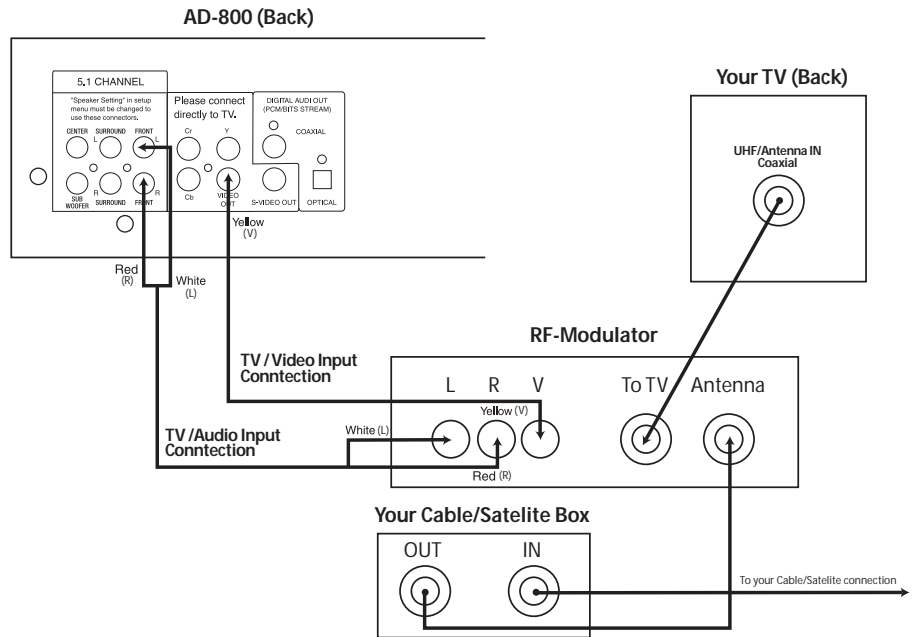 AD-800 (Back)
5.1 CHANNEL
"Speaker Setting" in setup
menu must be changed to
use these connectors.
CENTER SURROUND FRONT
L L
R R
SUB
WOOFER SURROUND FRONT
Please connect
directly to TV.
Cr Y
Cb VIDEO
OUT
DIGITAL AUDI OUT
(PCM/BITS STREAM)
COAXIAL
S-VIDEO OUT OPTICAL
Yellow
(V)
Red
(R)
White
(L)
Your TV (Back)
UHF/Antenna IN
Coaxial
RF-Modulator
TV / Video Input
Conntection
L R V To TV Antenna
Yellow (V)
White (L)
TV /Audio Input
Conntection
Red (R)
Your Cable/Satelite Box
OUT IN
To your Cable/Satelite connection